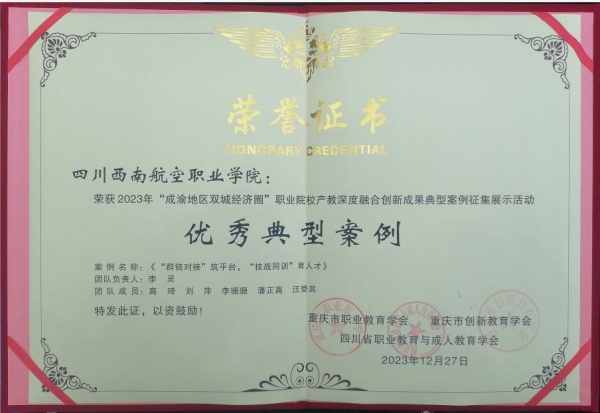 荣誉证书
HONORARY CREDENTIAL
四川西南航空职业学院：
荣获2023年“成渝地区双城经济圈”职业院校产教深度融合创新成果典型案例征集展示活动
优秀典型案例
案例名称：《“群链对接”筑平台，“技战同训”育人才》
团队负责人：李灵
团队成员：高琦 刘萍 李珊珊 潘正高 汪登其
特发此证，以资鼓励！
重庆市职业教育学会 重庆市创新教育学会
四川省职业教育与成人教育学会
2023年12月27日